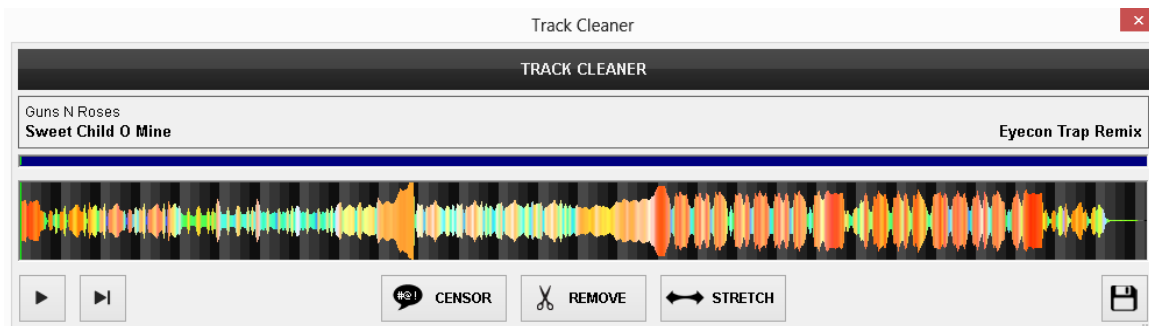 Track Cleaner
TRACK CLEANER
Guns N Roses
Sweet Child O Mine
Eyecon Trap Remix
#@! CENSOR
REMOVE
STRETCH